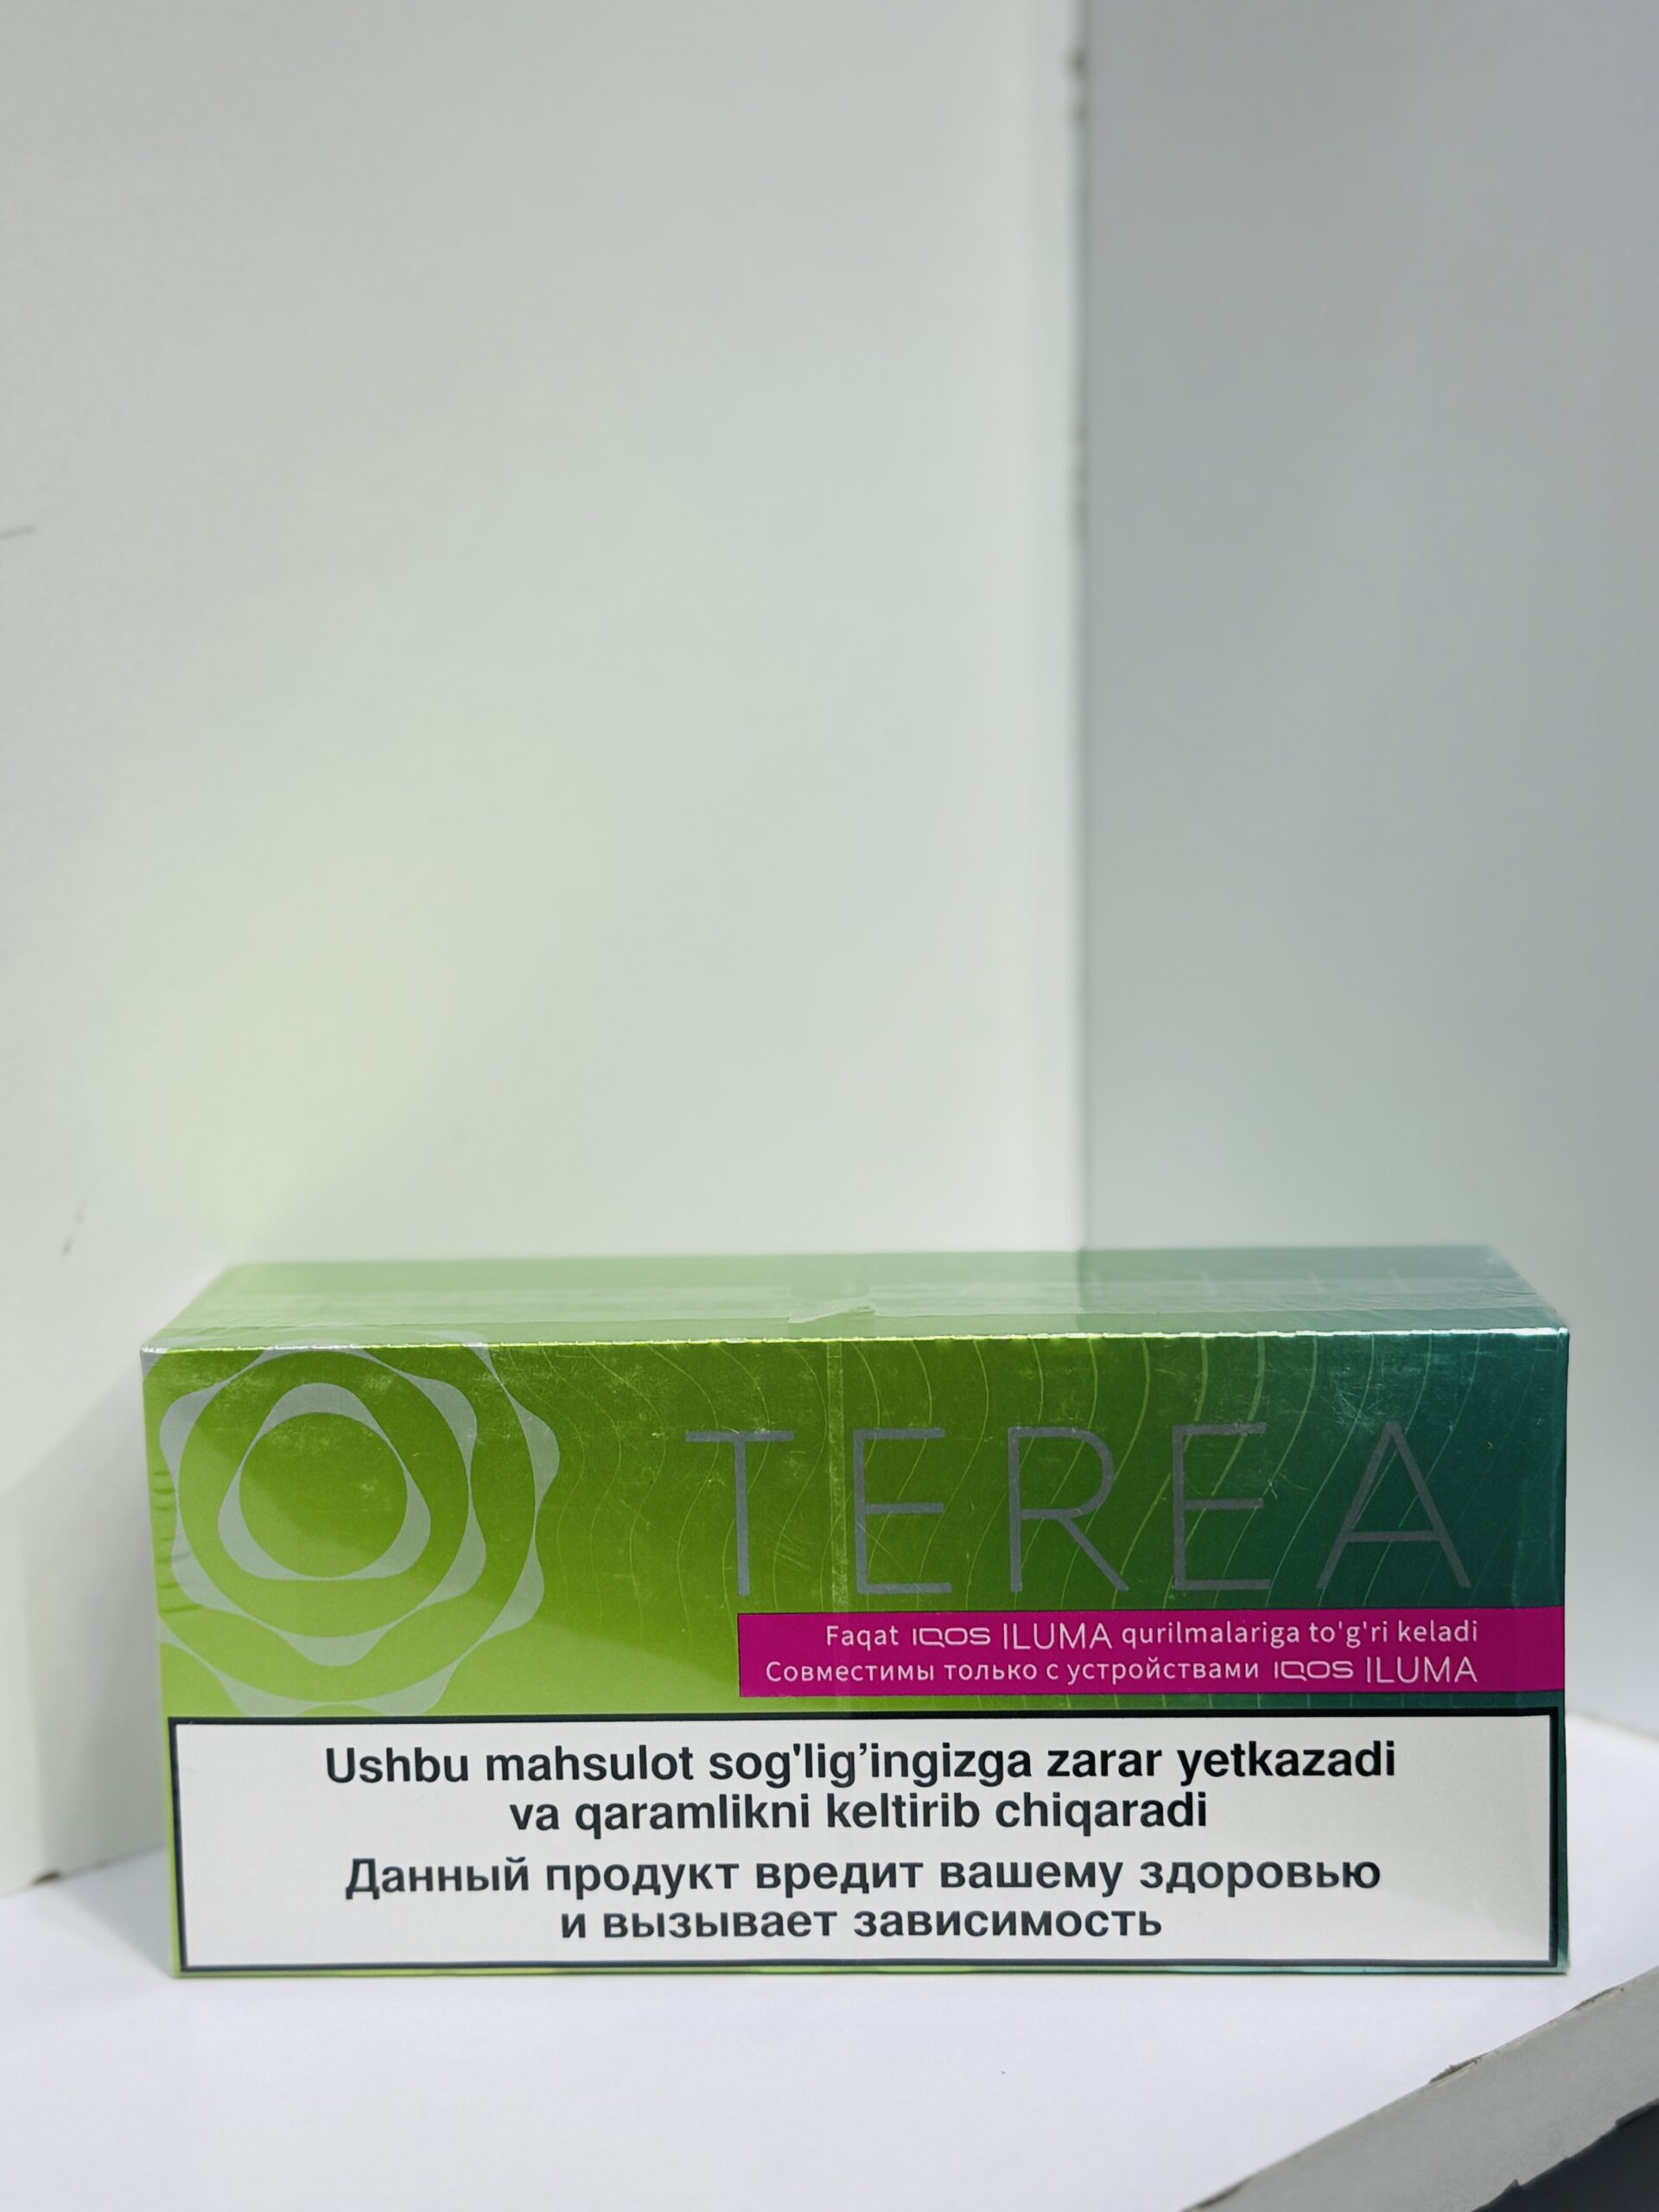 TEREA
Faqat IQOS ILUMA qurilmalariga to'g'ri keladi
Совместимы только с устройствами IQOS ILUMA
Ushbu mahsulot sog'lig’ingizga zarar yetkazadi
va qaramlikni keltirib chiqaradi
Данный продукт вредит вашему здоровью
и вызывает зависимость